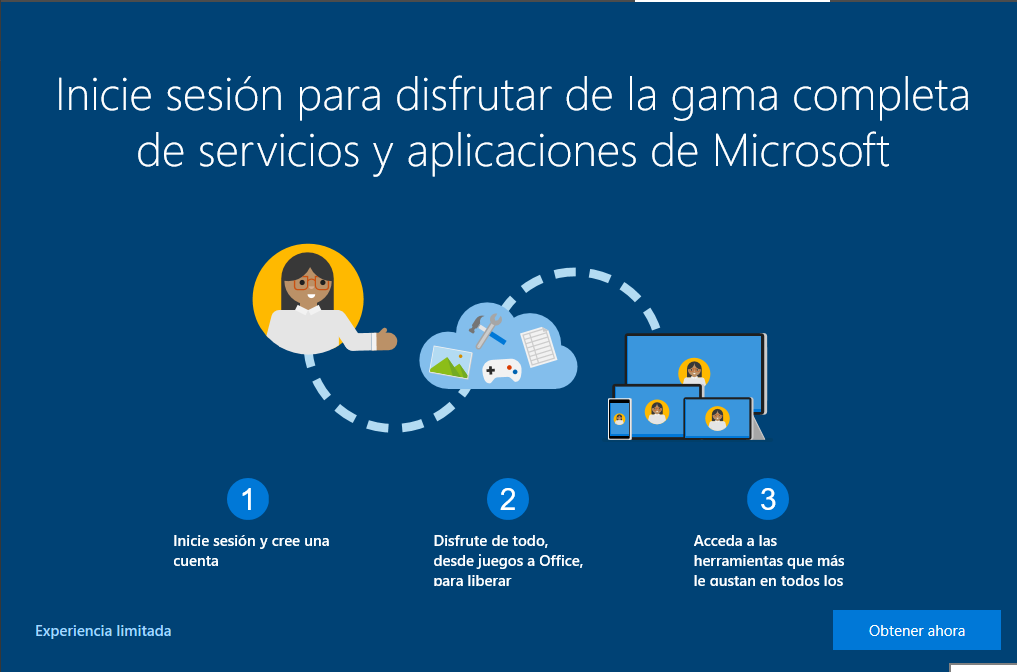 Inicie sesión para disfrutar de la gama completa
de servicios y aplicaciones de Microsoft
1
Inicie sesión y cree una
cuenta
2
Disfrute de todo,
desde juegos a Office,
para liberar
3
Acceda a las
herramientas que más
le gustan en todos los
Experiencia limitada
Obtener ahora